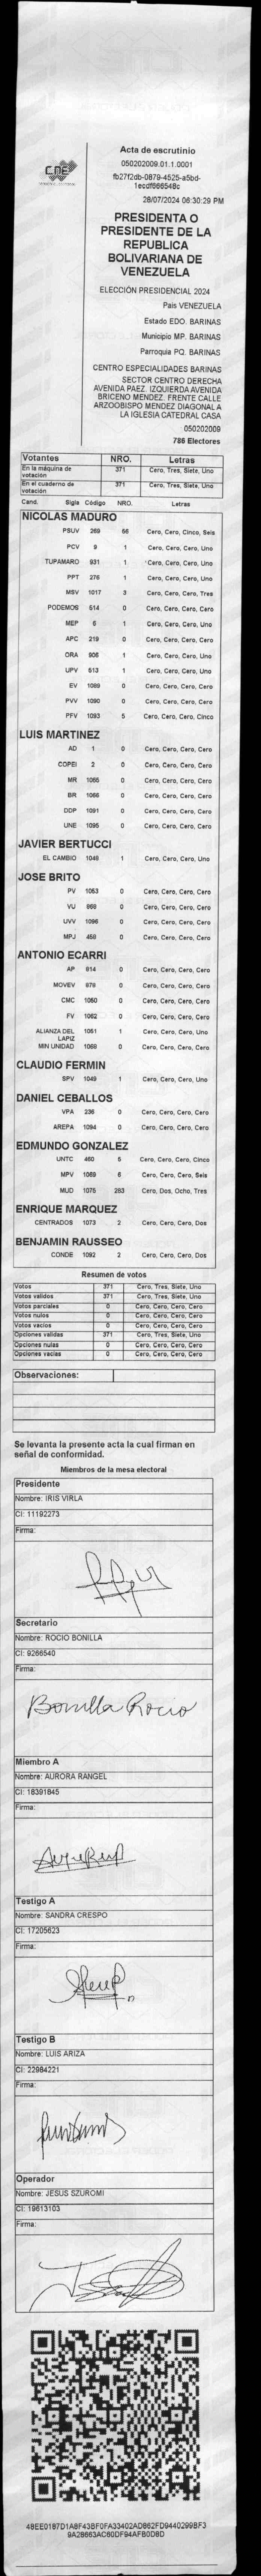 CNE
PODER ELECTORAL
Acta de escrutinio
050202009.01.1.0001
fb27f2db-0879-4525-a5bd-
1ecdf666548c
28/07/2024 06:30:29 PM
PRESIDENTA O
PRESIDENTE DE LA
REPUBLICA
BOLIVARIANA DE
VENEZUELA
ELECCIÓN PRESIDENCIAL 2024
Pais VENEZUELA
Estado EDO. BARINAS
Municipio MP. BARINAS
Parroquia PQ. BARINAS
CENTRO ESPECIALIDADES BARINAS
SECTOR CENTRO DERECHA
AVENIDA PAEZ. IZQUIERDA AVENIDA
BRICENO MENDEZ. FRENTE CALLE
ARZOOBISPO MENDEZ DIAGONAL A
LA IGLESIA CATEDRAL CASA
050202009
786 Electores
Votantes NRO. Letras
En la máquina de votación 371 Cero, Tres, Siete, Uno
En el cuaderno de votación 371 Cero, Tres, Siete, Uno
Cand. Sigla Código NRO. Letras
NICOLAS MADURO
PSUV 269 56 Cero, Cero, Cinco, Seis
PCV 9 1 Cero, Cero, Cero, Uno
TUPAMARO 931 1 Cero, Cero, Cero, Uno
PPT 276 1 Cero, Cero, Cero, Uno
MSV 1017 3 Cero, Cero, Cero, Tres
PODEMOS 514 0 Cero, Cero, Cero, Cero
MEP 6 1 Cero, Cero, Cero, Uno
APC 219 0 Cero, Cero, Cero, Cero
ORA 906 1 Cero, Cero, Cero, Uno
UPV 513 1 Cero, Cero, Cero, Uno
EV 1089 0 Cero, Cero, Cero, Cero
PVV 1090 0 Cero, Cero, Cero, Cero
PFV 1093 5 Cero, Cero, Cero, Cinco
LUIS MARTINEZ
AD 1 0 Cero, Cero, Cero, Cero
COPEI 2 0 Cero, Cero, Cero, Cero
MR 1065 0 Cero, Cero, Cero, Cero
BR 1066 0 Cero, Cero, Cero, Cero
DDP 1091 0 Cero, Cero, Cero, Cero
UNE 1095 0 Cero, Cero, Cero, Cero
JAVIER BERTUCCI
EL CAMBIO 1048 1 Cero, Cero, Cero, Uno
JOSE BRITO
PV 1053 0 Cero, Cero, Cero, Cero
VU 868 0 Cero, Cero, Cero, Cero
UVV 1096 0 Cero, Cero, Cero, Cero
MPJ 458 0 Cero, Cero, Cero, Cero
ANTONIO ECARRI
AP 914 0 Cero, Cero, Cero, Cero
MOVEV 978 0 Cero, Cero, Cero, Cero
CMC 1050 0 Cero, Cero, Cero, Cero
FV 1062 0 Cero, Cero, Cero, Cero
ALIANZA DEL LAPIZ 1051 1 Cero, Cero, Cero, Uno
MIN UNIDAD 1068 0 Cero, Cero, Cero, Cero
CLAUDIO FERMIN
SPV 1049 1 Cero, Cero, Cero, Uno
DANIEL CEBALLOS
VPA 236 0 Cero, Cero, Cero, Cero
AREPA 1094 0 Cero, Cero, Cero, Cero
EDMUNDO GONZALEZ
UNTC 460 5 Cero, Cero, Cero, Cinco
MPV 1069 6 Cero, Cero, Cero, Seis
MUD 1075 283 Cero, Dos, Ocho, Tres
ENRIQUE MARQUEZ
CENTRADOS 1073 2 Cero, Cero, Cero, Dos
BENJAMIN RAUSSEO
CONDE 1092 2 Cero, Cero, Cero, Dos
Resumen de votos
Votos 371 Cero, Tres, Siete, Uno
Votos validos 371 Cero, Tres, Siete, Uno
Votos parciales 0 Cero, Cero, Cero, Cero
Votos nulos 0 Cero, Cero, Cero, Cero
Votos vacios 0 Cero, Cero, Cero, Cero
Opciones validas 371 Cero, Tres, Siete, Uno
Opciones nulas 0 Cero, Cero, Cero, Cero
Opciones vacias 0 Cero, Cero, Cero, Cero
Observaciones:
Se levanta la presente acta la cual firman en
señal de conformidad.
Miembros de la mesa electoral
Presidente
Nombre: IRIS VIRLA
CI: 11192273
Firma:
Secretario
Nombre: ROCIO BONILLA
CI: 9266540
Firma:
Bonilla Rocio
Miembro A
Nombre: AURORA RANGEL
CI: 18391845
Firma:
Testigo A
Nombre: SANDRA CRESPO
CI: 17205623
Firma:
Testigo B
Nombre: LUIS ARIZA
CI: 22984221
Firma:
Operador
Nombre: JESUS SZUROMI
CI: 19613103
Firma:
48EE0187D1A8F43BF0FA33402AD862FD9440299BF3
9A28663AC60DF94AFB0D8D